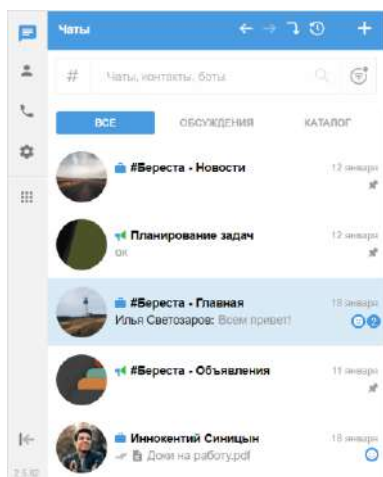 Чаты
# Чаты, контакты, боты
ВСЕ ОБСУЖДЕНИЯ КАТАЛОГ
#Береста - Новости 12 января
Планирование задач 12 января
ок
#Береста - Главная 18 января
Илья Светозаров: Всем привет! 2
#Береста - Объявления 11 января
Иннокентий Синицын 18 января
Доки на работу.pdf